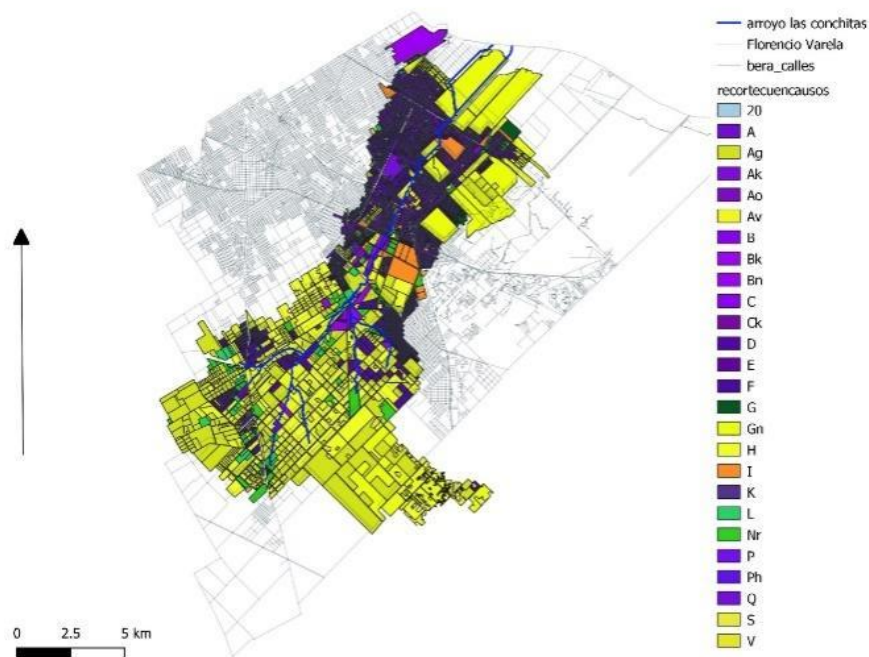 arroyo las conchitas
Florencio Varela
bera_calles
recortecuencausos
20
A
Ag
Ak
Ao
Av
B
Bk
Bn
C
Ck
D
E
F
G
Gn
H
I
K
L
Nr
P
Ph
Q
S
V
0 2.5 5 km